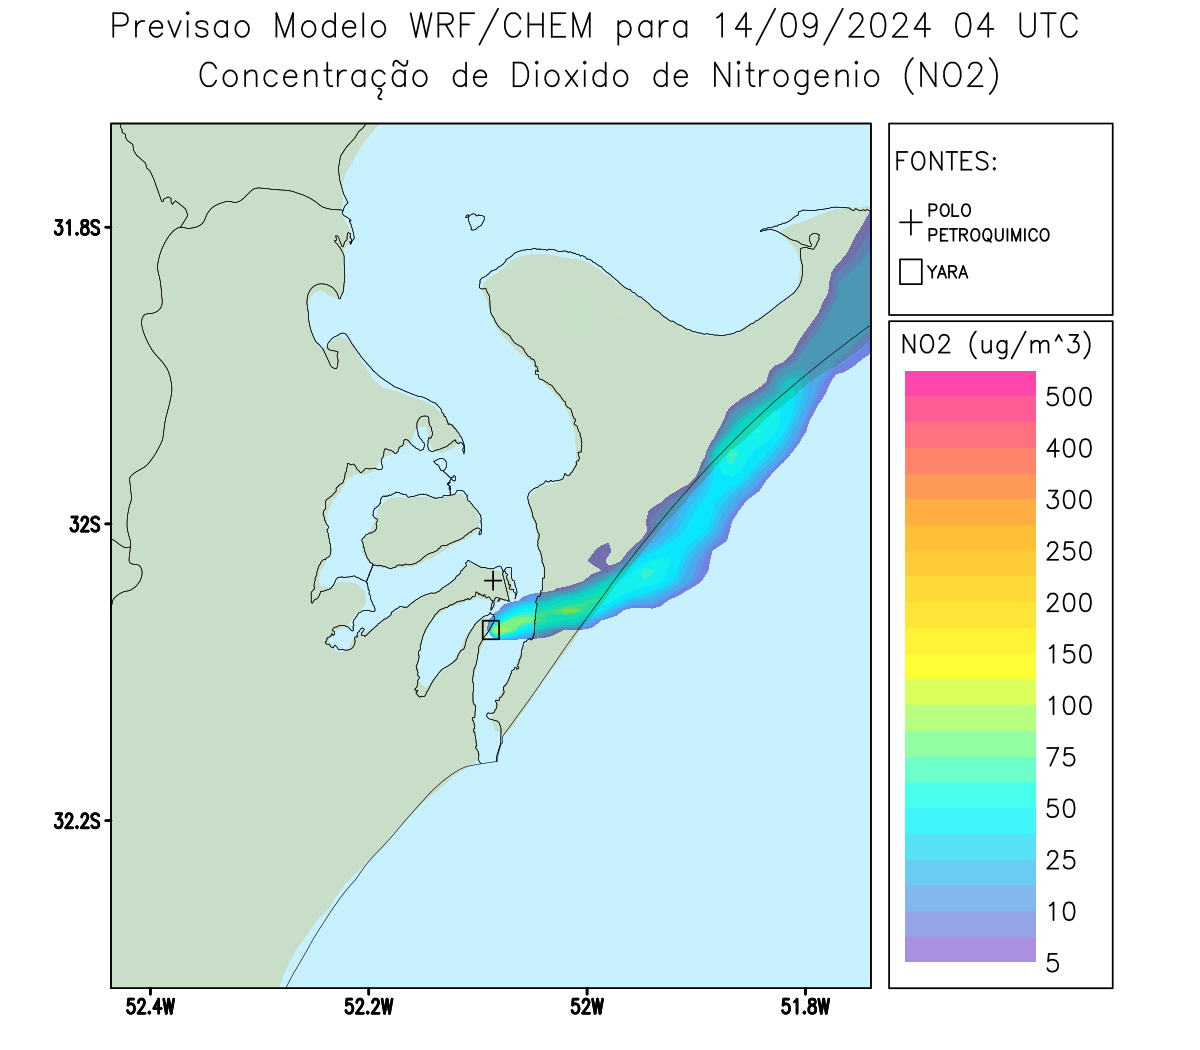 Previsao Modelo WRF/CHEM para 14/09/2024 04 UTC
Concentração de Dioxido de Nitrogenio (NO2)
FONTES:
POLO
PETROQUIMICO
YARA
NO2 (ug/m^3)
500
400
300
250
200
150
100
75
50
25
10
5
31.8S
32S
32.2S
52.4W
52.2W
52W
51.8W